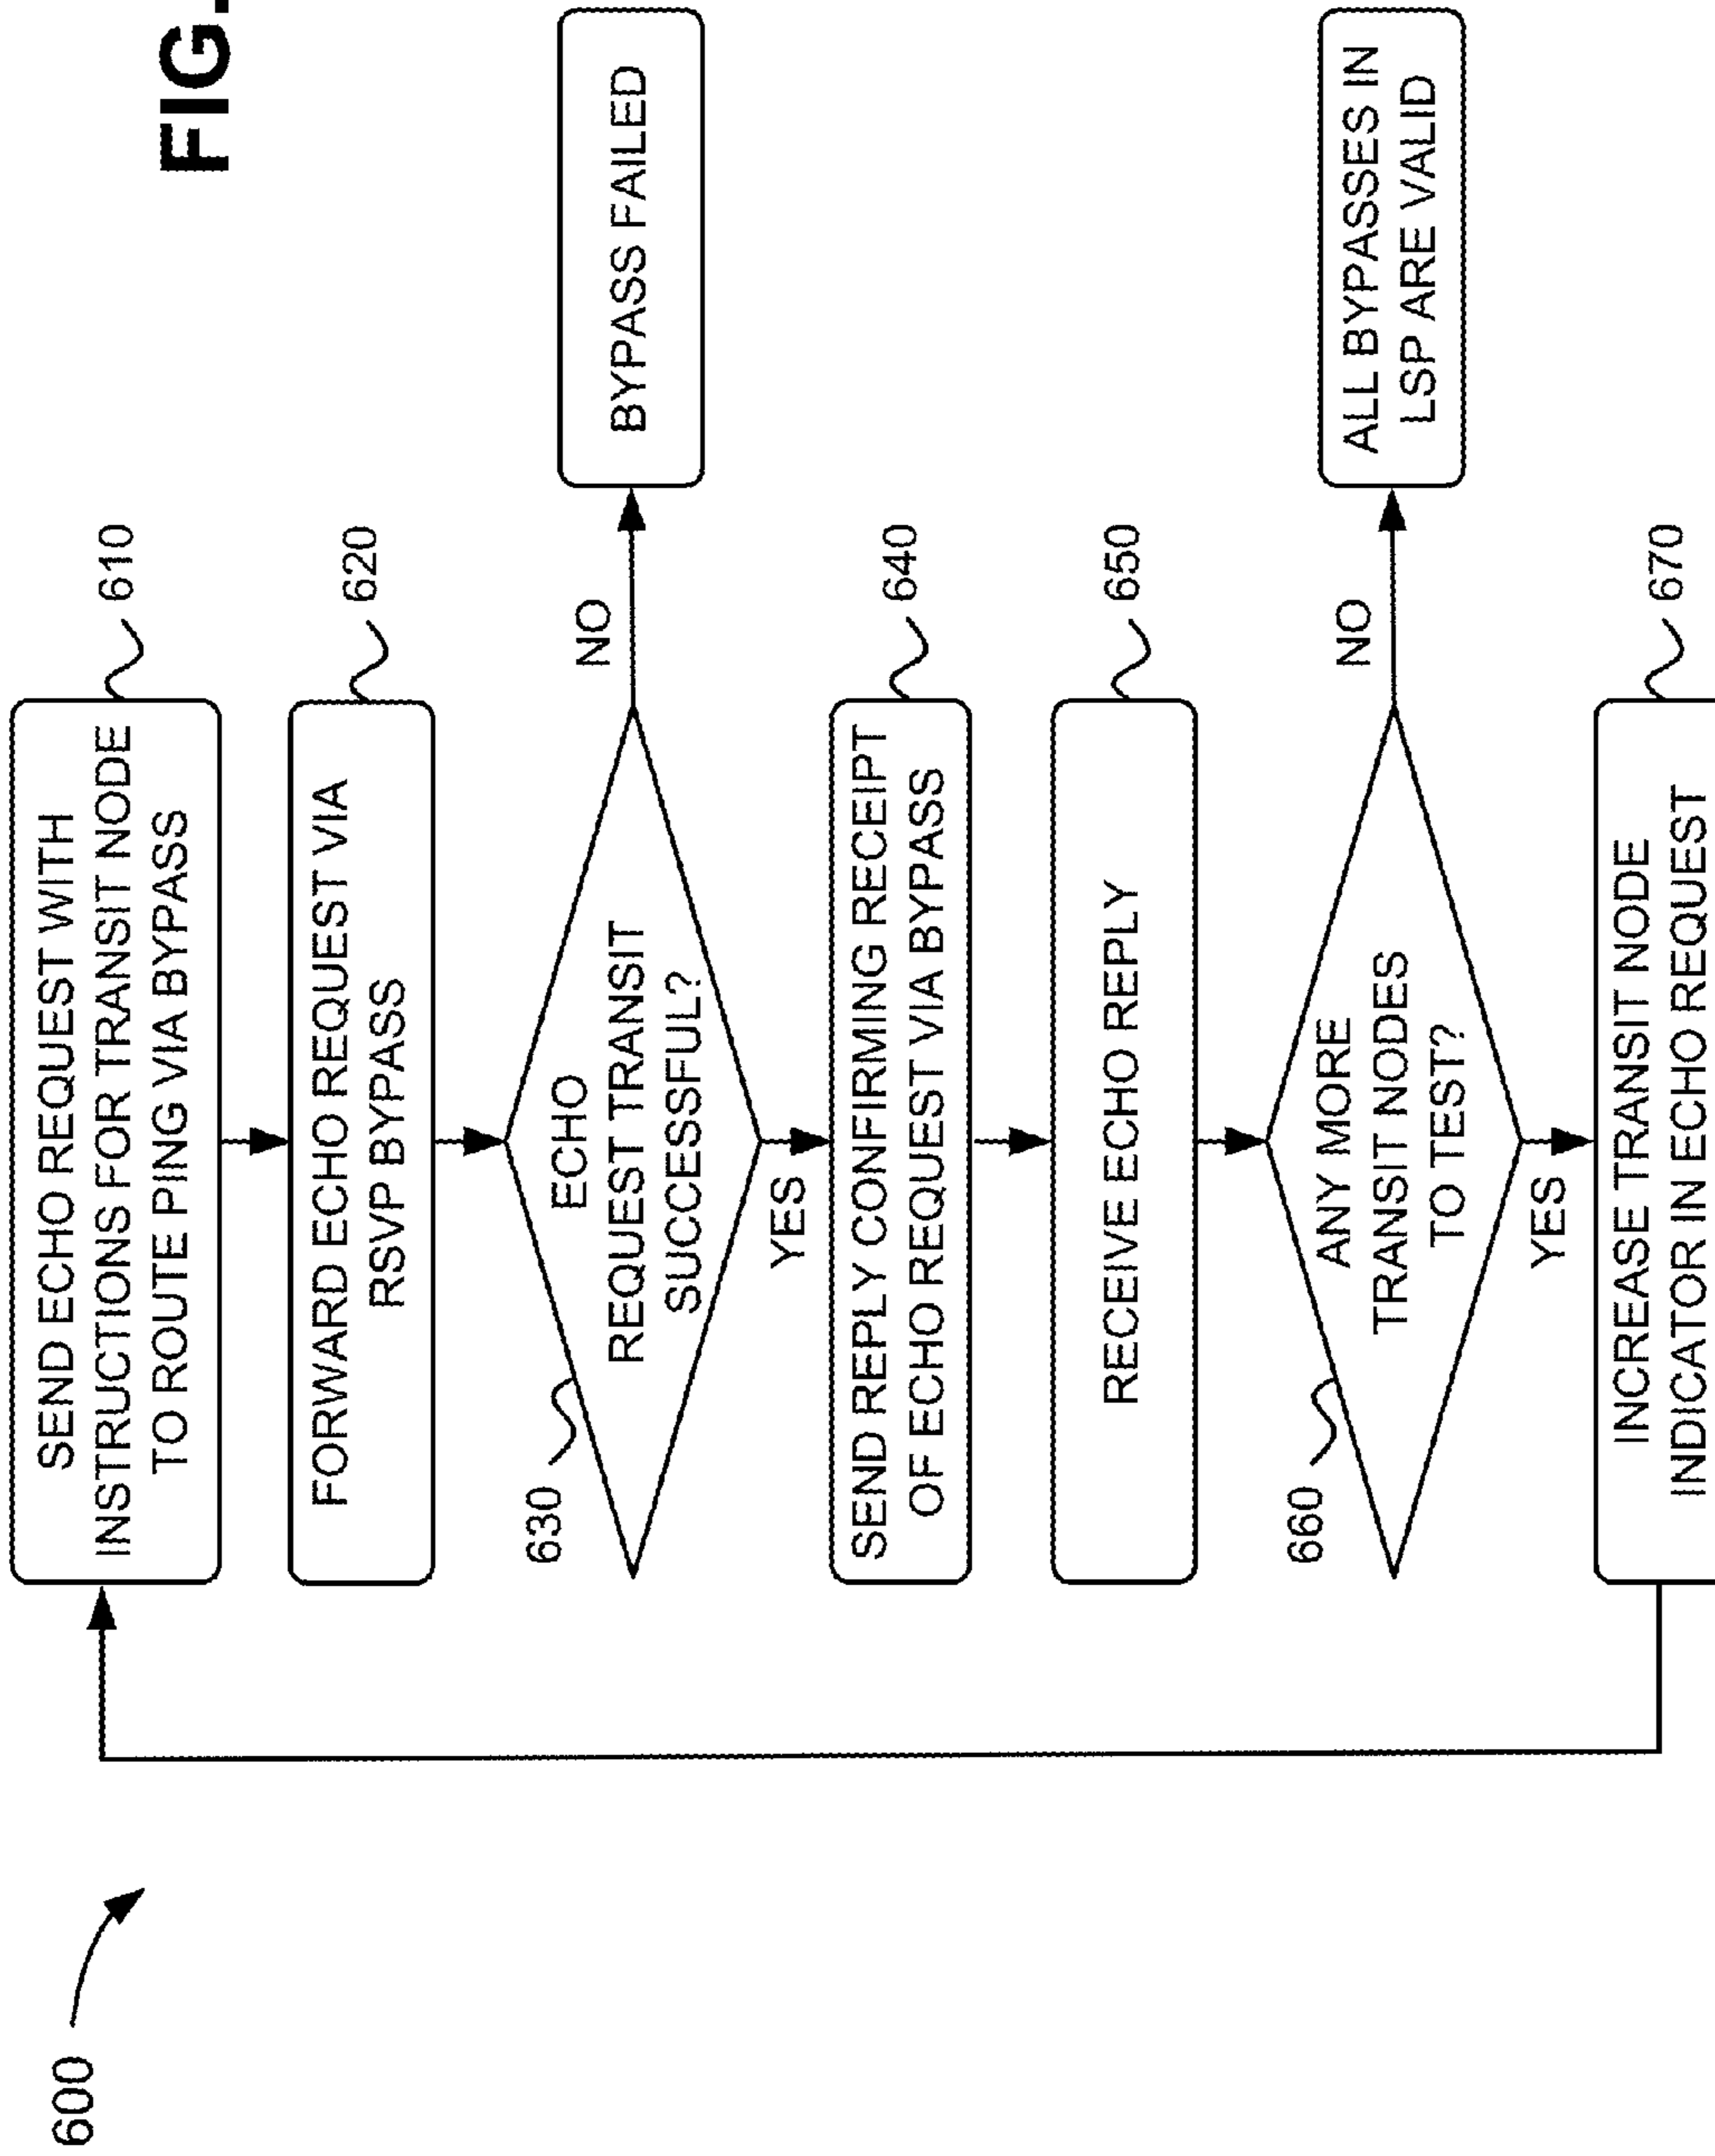 600
SEND ECHO REQUEST WITH
INSTRUCTIONS FOR TRANSIT NODE
TO ROUTE PING VIA BYPASS
610
FORWARD ECHO REQUEST VIA
RSVP BYPASS
620
630
ECHO
REQUEST TRANSIT
SUCCESSFUL?
NO
BYPASS FAILED
YES
SEND REPLY CONFIRMING RECEIPT
OF ECHO REQUEST VIA BYPASS
640
RECEIVE ECHO REPLY
650
660
ANY MORE
TRANSIT NODES
TO TEST?
NO
ALL BYPASSES IN
LSP ARE VALID
YES
INCREASE TRANSIT NODE
INDICATOR IN ECHO REQUEST
670
FIG.